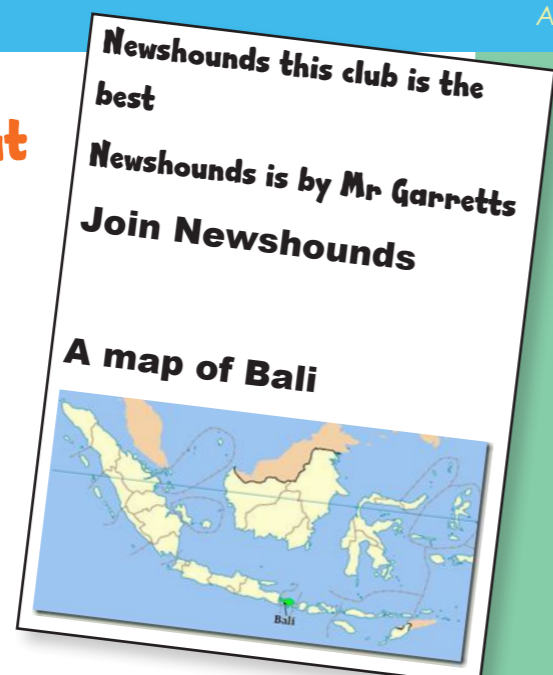 Newshounds this club is the
best
Newshounds is by Mr Garretts
Join Newshounds
A map of Bali
Bali